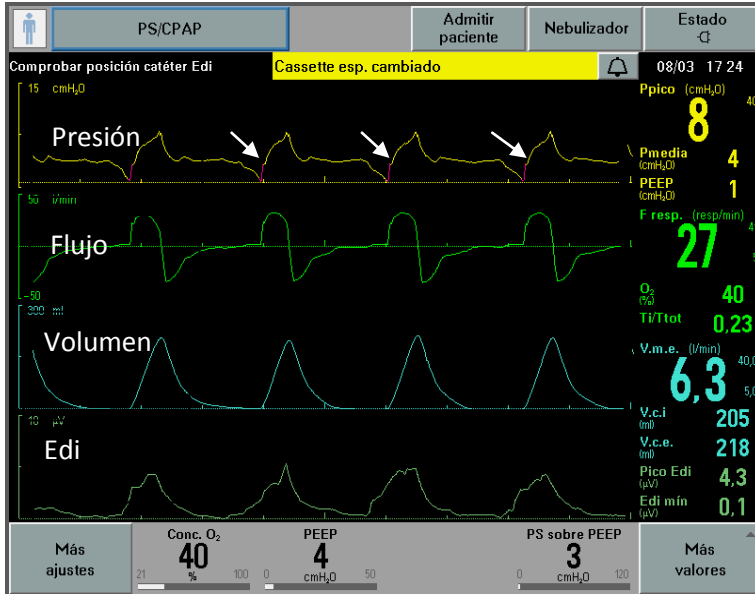 PS/CPAP
Admitir
paciente
Nebulizador
Estado
Comprobar posición catéter Edi
Cassette esp. cambiado
08/03 17 24
15 cmH₂O
Presión
Ppico (cmH₂O)
40
8
Pmedia
(cmH₂O)
4
PEEP
(cmH₂O)
1
50 l/min
Flujo
-50
F resp. (resp/min)
4
27
5
O₂
(%)
40
Ti/Ttot
0,23
300 ml
Volumen
V.m.e. (l/min)
40,0
6,3
5,0
V.c.i
(ml)
205
V.c.e.
(ml)
218
10 µV
Edi
Pico Edi
(µV)
4,3
Edi mín
(µV)
0,1
Más
ajustes
Conc. O₂
40
21 % 100
PEEP
4
0 cmH₂O 50
PS sobre PEEP
3
0 cmH₂O 120
Más
valores